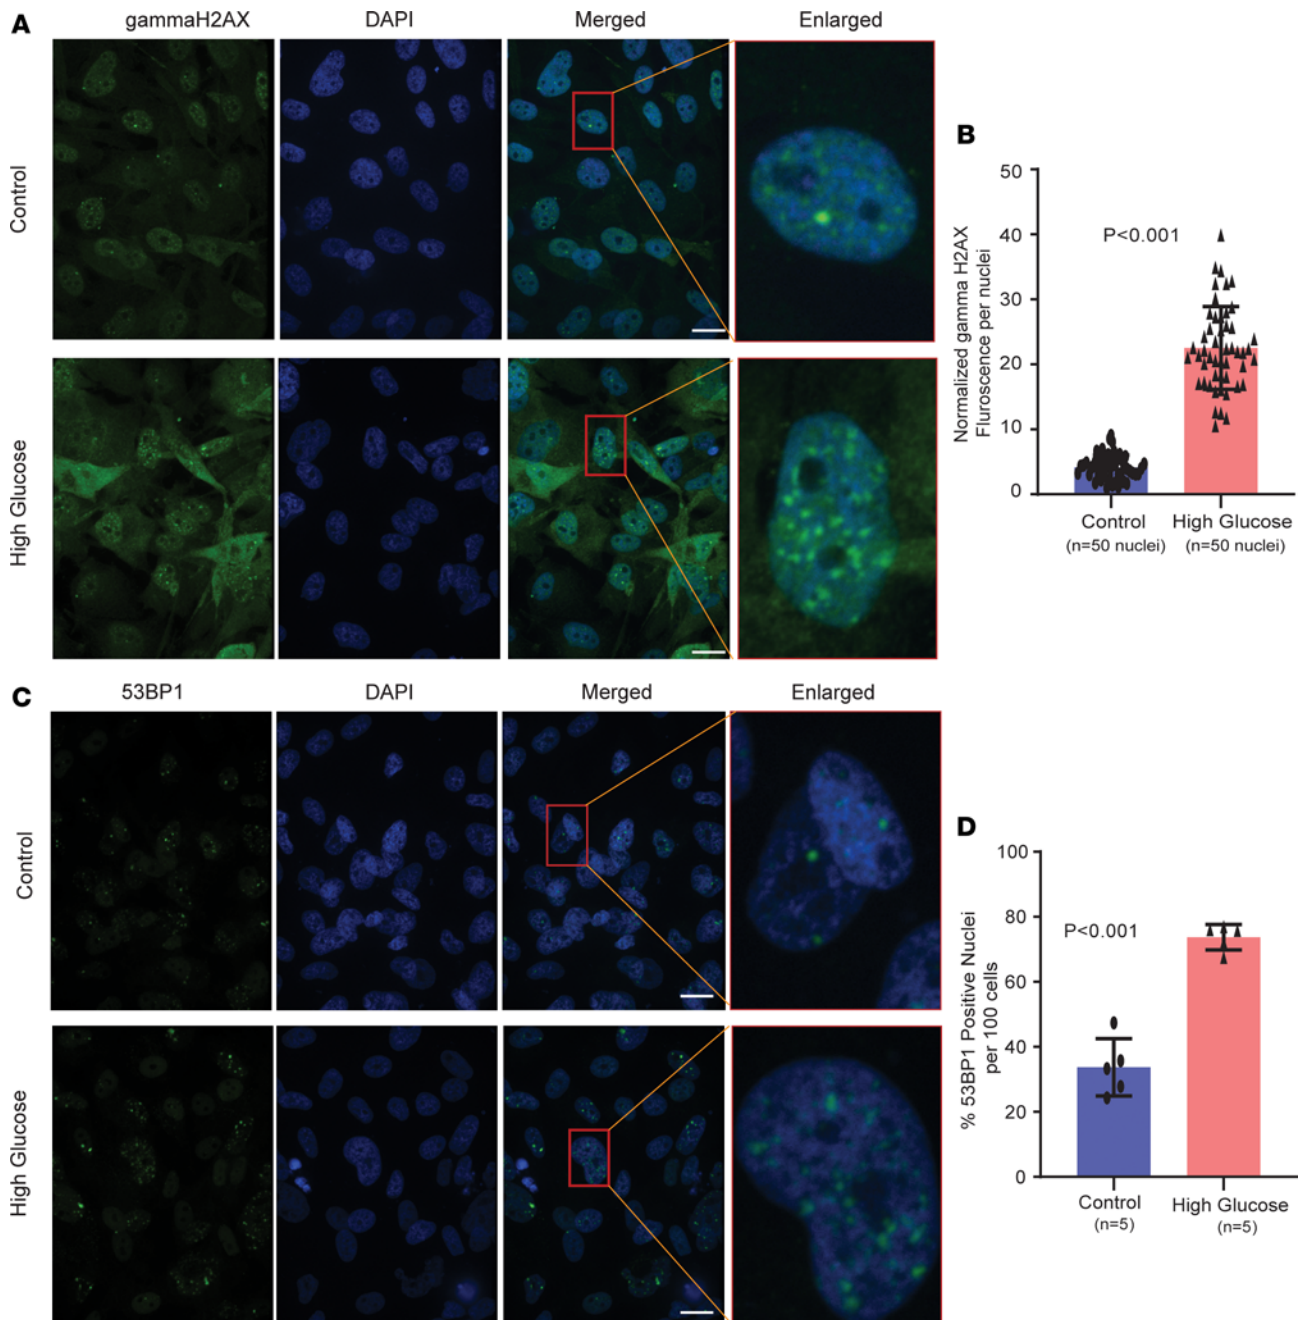 A
gammaH2AX DAPI Merged Enlarged
Control
High Glucose
B
Normalized gamma H2AX
Fluroscence per nuclei
50
40
30
20
10
0
P<0.001
Control High Glucose
(n=50 nuclei) (n=50 nuclei)
C
53BP1 DAPI Merged Enlarged
Control
High Glucose
D
% 53BP1 Positive Nuclei
per 100 cells
100
80
60
40
20
0
P<0.001
Control High Glucose
(n=5) (n=5)